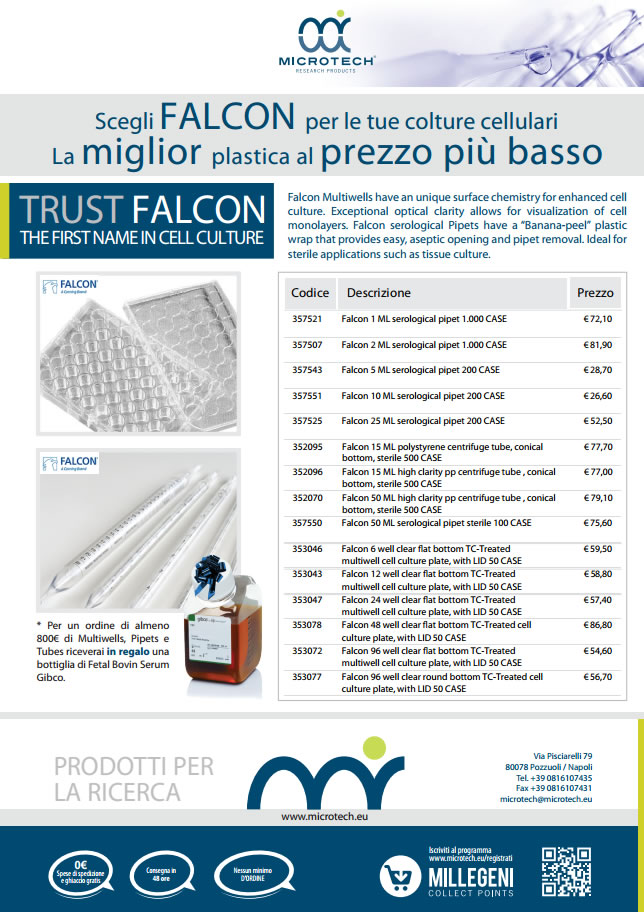 MICROTECH®
RESEARCH PRODUCTS
Scegli FALCON per le tue colture cellulari
La miglior plastica al prezzo più basso
TRUST FALCON
THE FIRST NAME IN CELL CULTURE
Falcon Multiwells have an unique surface chemistry for enhanced cell
culture. Exceptional optical clarity allows for visualization of cell
monolayers. Falcon serological Pipets have a “Banana-peel” plastic
wrap that provides easy, aseptic opening and pipet removal. Ideal for
sterile applications such as tissue culture.
FALCON®
A Corning Brand
FALCON®
A Corning Brand
gibco
* Per un ordine di almeno
800€ di Multiwells, Pipets e
Tubes riceverai in regalo una
bottiglia di Fetal Bovin Serum
Gibco.
Codice Descrizione Prezzo
357521 Falcon 1 ML serological pipet 1.000 CASE € 72,10
357507 Falcon 2 ML serological pipet 1.000 CASE € 81,90
357543 Falcon 5 ML serological pipet 200 CASE € 28,70
357551 Falcon 10 ML serological pipet 200 CASE € 26,60
357525 Falcon 25 ML serological pipet 200 CASE € 52,50
352095 Falcon 15 ML polystyrene centrifuge tube, conical € 77,70
bottom, sterile 500 CASE
352096 Falcon 15 ML high clarity pp centrifuge tube , conical € 77,00
bottom, sterile 500 CASE
352070 Falcon 50 ML high clarity pp centrifuge tube , conical € 79,10
bottom, sterile 500 CASE
357550 Falcon 50 ML serological pipet sterile 100 CASE € 75,60
353046 Falcon 6 well clear flat bottom TC-Treated € 59,50
multiwell cell culture plate, with LID 50 CASE
353043 Falcon 12 well clear flat bottom TC-Treated € 58,80
multiwell cell culture plate, with LID 50 CASE
353047 Falcon 24 well clear flat bottom TC-Treated € 57,40
multiwell cell culture plate, with LID 50 CASE
353078 Falcon 48 well clear flat bottom TC-Treated cell € 86,80
culture plate, with LID 50 CASE
353072 Falcon 96 well clear flat bottom TC-Treated € 54,60
multiwell cell culture plate, with LID 50 CASE
353077 Falcon 96 well clear round bottom TC-Treated cell € 56,70
culture plate, with LID 50 CASE
PRODOTTI PER
LA RICERCA
www.microtech.eu
Via Pisciarelli 79
80078 Pozzuoli / Napoli
Tel. +39 0816107435
Fax +39 0816107431
microtech@microtech.eu
0€
Spese di spedizione
e ghiaccio gratis
Consegna in
48 ore
Nessun minimo
D'ORDINE
Iscriviti al programma
www.microtech.eu/registrati
MILLEGENI
COLLECT POINTS